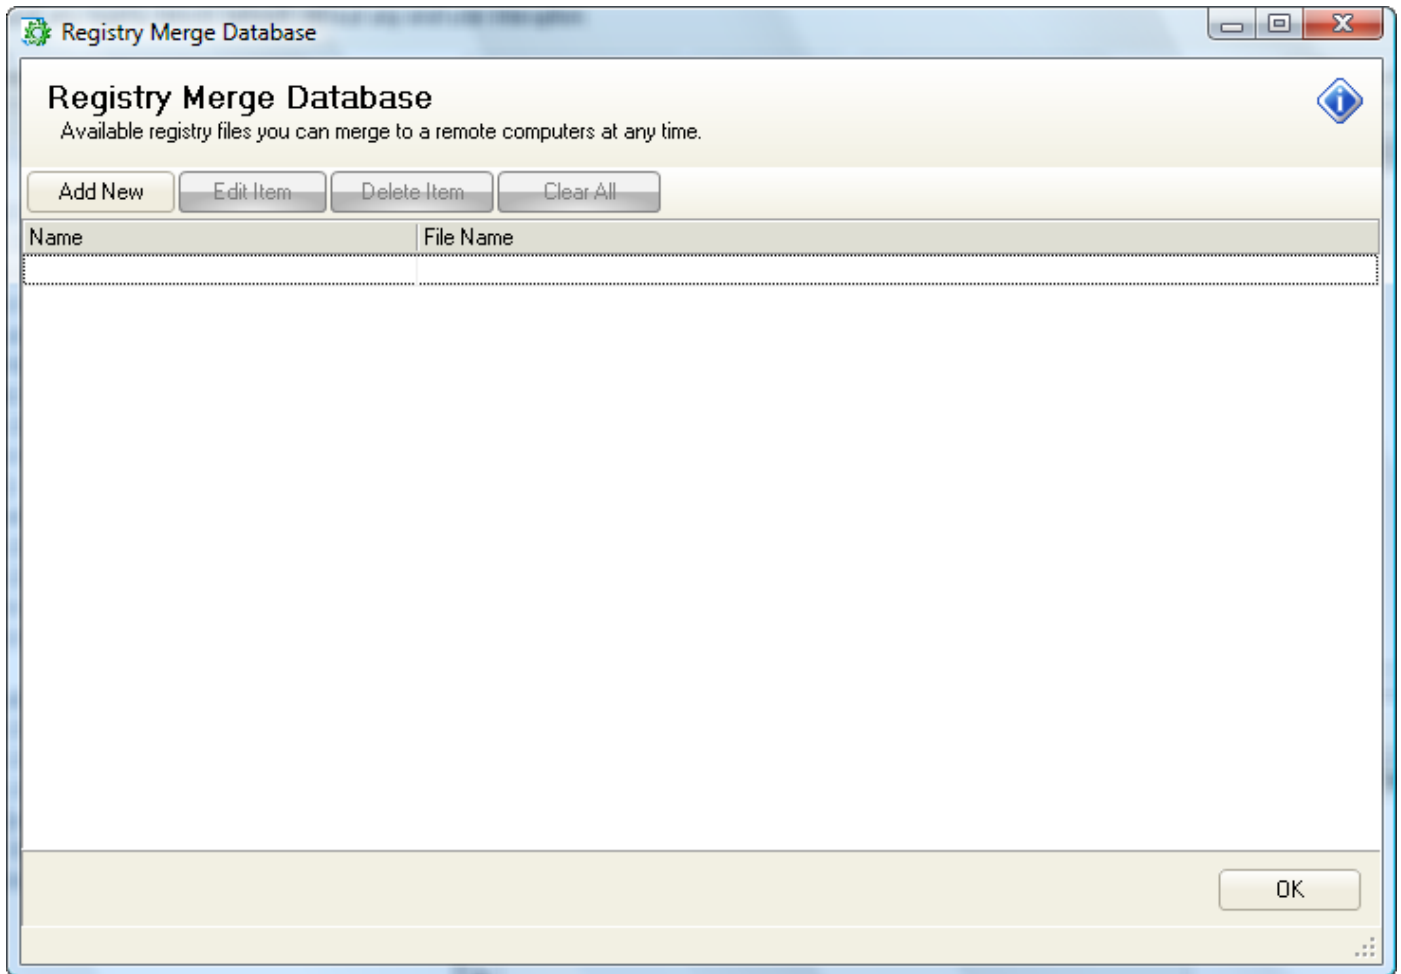 Registry Merge Database
Registry Merge Database
Available registry files you can merge to a remote computers at any time.
Add New Edit Item Delete Item Clear All
Name File Name
OK